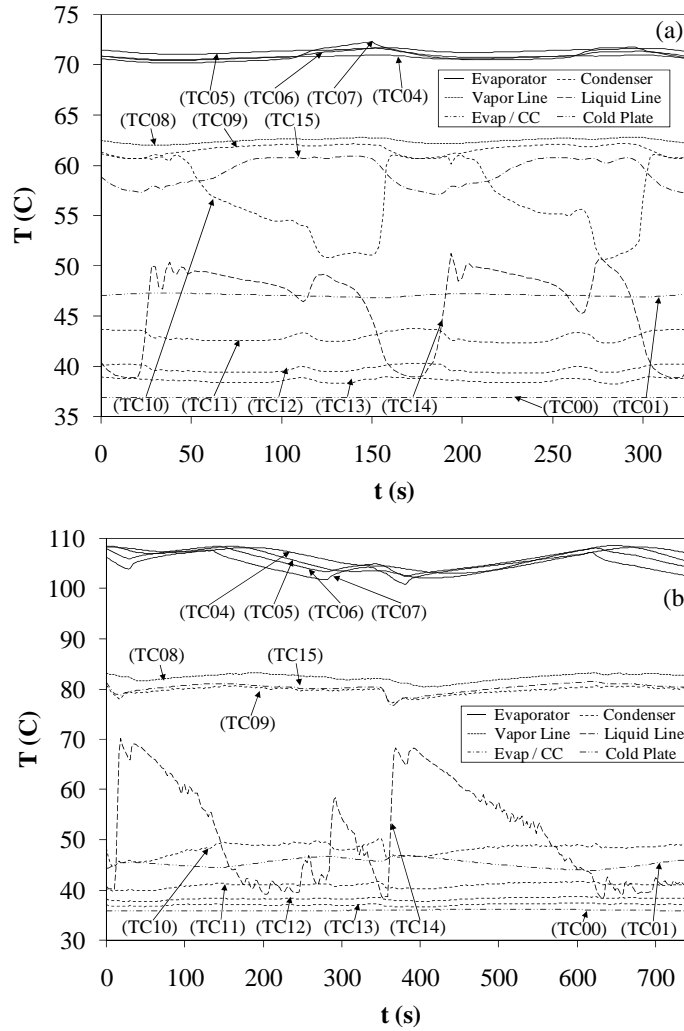 75
(a)
70
Evaporator
Condenser
(TC05)
(TC06)
(TC07)
(TC04)
Vapor Line
Liquid Line
65
(TC08)
(TC09)
(TC15)
Evap / CC
Cold Plate
60
T (C)
55
50
45
40
(TC10)
(TC11)
(TC12)
(TC13)
(TC14)
(TC00)
(TC01)
35
0
50
100
150
200
250
300
t (s)
110
(b)
100
(TC04)
(TC05)
(TC06)
(TC07)
90
(TC08)
(TC15)
80
(TC09)
Evaporator
Condenser
Vapor Line
Liquid Line
Evap / CC
Cold Plate
70
T (C)
60
50
40
(TC10)
(TC11)
(TC12)
(TC13)
(TC14)
(TC00)
(TC01)
30
0
100
200
300
400
500
600
700
t (s)